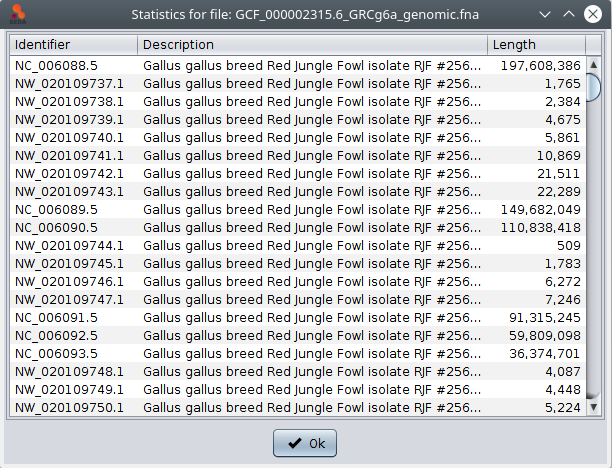 Statistics for file: GCF_000002315.6_GRCg6a_genomic.fna
Identifier Description Length
NC_006088.5 Gallus gallus breed Red Jungle Fowl isolate RJF #256... 197,608,386
NW_020109737.1 Gallus gallus breed Red Jungle Fowl isolate RJF #256... 1,765
NW_020109738.1 Gallus gallus breed Red Jungle Fowl isolate RJF #256... 2,384
NW_020109739.1 Gallus gallus breed Red Jungle Fowl isolate RJF #256... 4,675
NW_020109740.1 Gallus gallus breed Red Jungle Fowl isolate RJF #256... 5,861
NW_020109741.1 Gallus gallus breed Red Jungle Fowl isolate RJF #256... 10,869
NW_020109742.1 Gallus gallus breed Red Jungle Fowl isolate RJF #256... 21,511
NW_020109743.1 Gallus gallus breed Red Jungle Fowl isolate RJF #256... 22,289
NC_006089.5 Gallus gallus breed Red Jungle Fowl isolate RJF #256... 149,682,049
NC_006090.5 Gallus gallus breed Red Jungle Fowl isolate RJF #256... 110,838,418
NW_020109744.1 Gallus gallus breed Red Jungle Fowl isolate RJF #256... 509
NW_020109745.1 Gallus gallus breed Red Jungle Fowl isolate RJF #256... 1,783
NW_020109746.1 Gallus gallus breed Red Jungle Fowl isolate RJF #256... 6,272
NW_020109747.1 Gallus gallus breed Red Jungle Fowl isolate RJF #256... 7,246
NC_006091.5 Gallus gallus breed Red Jungle Fowl isolate RJF #256... 91,315,245
NC_006092.5 Gallus gallus breed Red Jungle Fowl isolate RJF #256... 59,809,098
NC_006093.5 Gallus gallus breed Red Jungle Fowl isolate RJF #256... 36,374,701
NW_020109748.1 Gallus gallus breed Red Jungle Fowl isolate RJF #256... 4,087
NW_020109749.1 Gallus gallus breed Red Jungle Fowl isolate RJF #256... 4,448
NW_020109750.1 Gallus gallus breed Red Jungle Fowl isolate RJF #256... 5,224
Ok